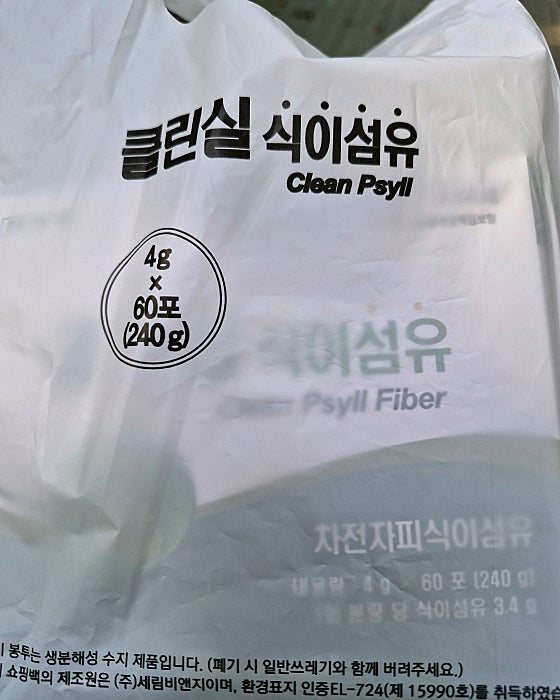 클린실 식이섬유
Clean Psyll
4g
×
60포
(240g)
식이섬유
Psyll Fiber
차전자피식이섬유
내용량 4g 60 포 (240 g)
분량 당 식이섬유 3.4 g
봉투는 생분해성 수지 제품입니다. (폐기 시 일반쓰레기와 함께 버려주세요.)
쇼핑백의 제조원은 (주)세림비앤지이며, 환경표지 인증EL-724(제 15990호)를 취득하였